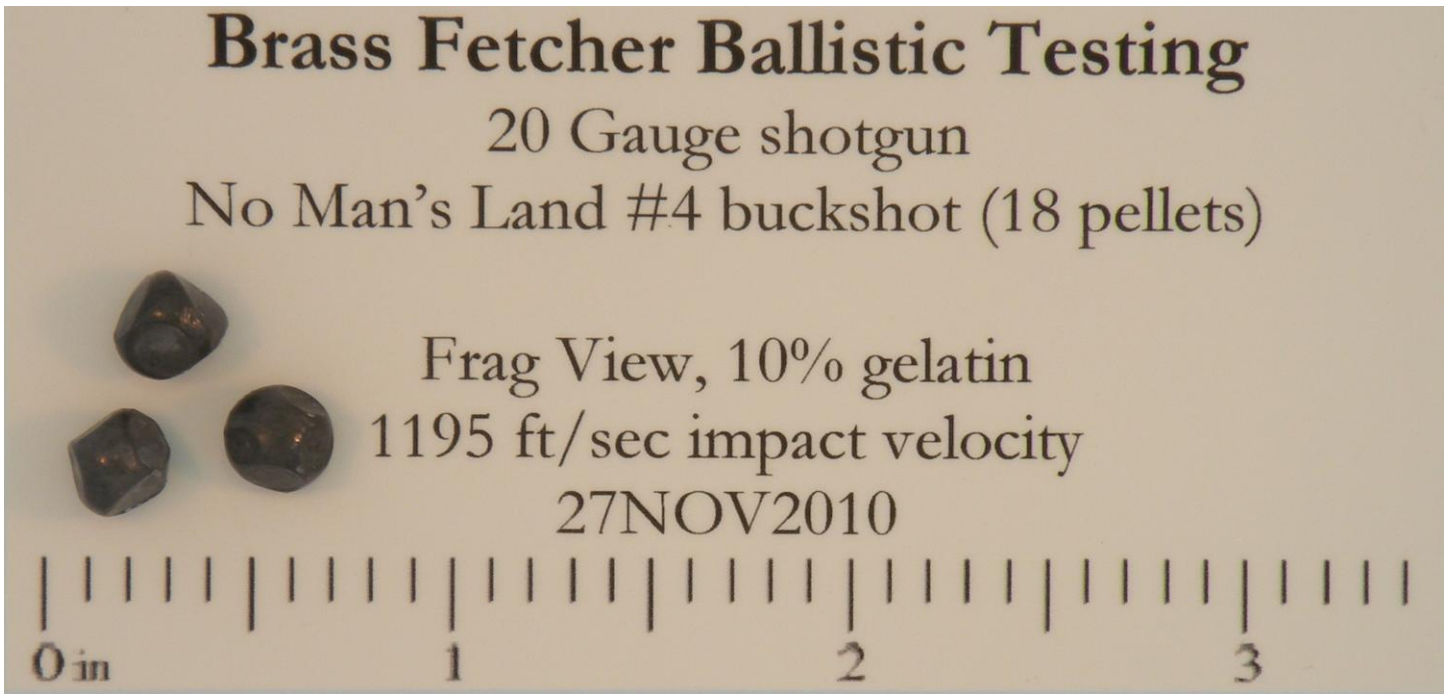 Brass Fetcher Ballistic Testing
20 Gauge shotgun
No Man's Land #4 buckshot (18 pellets)
Frag View, 10% gelatin
1195 ft/sec impact velocity
27NOV2010
0 in 1 2 3